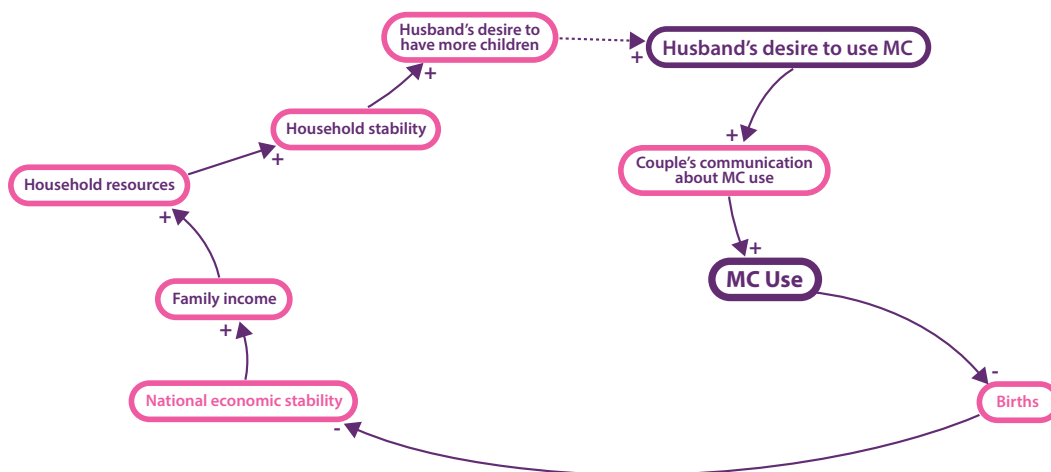 Husband's desire to
have more children
+
Husband's desire to use MC
+
Household stability
+
+
Couple's communication
about MC use
Household resources
+
+
MC Use
Family income
+
-
National economic stability
-
Births